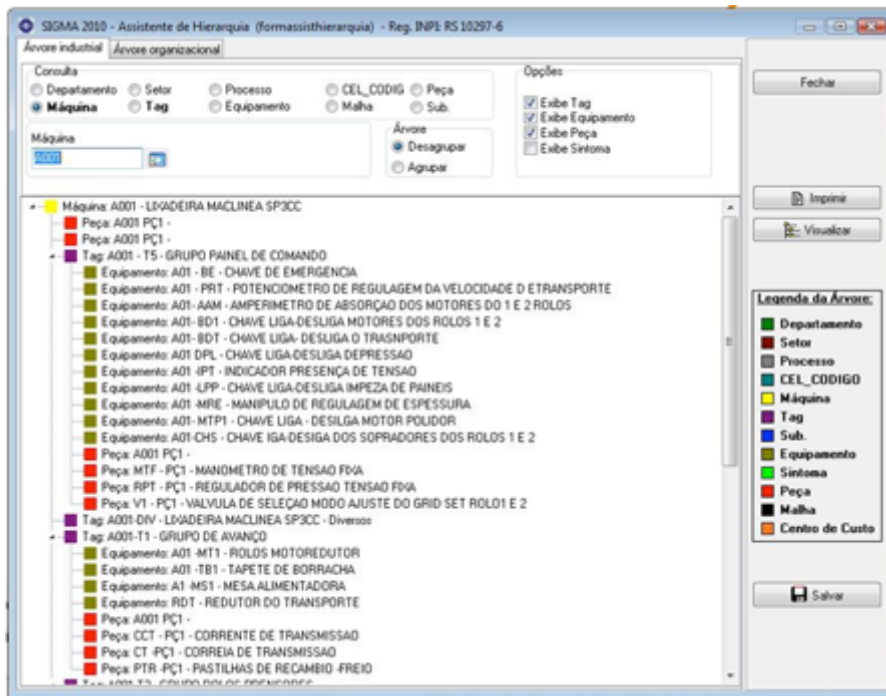 SIGMA 2010 - Assistente de Hierarquia (formassisthierarquia) - Reg. INPI: RS 10297-6
Árvore industrial Árvore organizacional
Consulta
Departamento Setor Processo CEL_CODIG Peça
Máquina Tag Equipamento Malha Sub.
Opções
Exibe Tag
Exibe Equipamento
Exibe Peça
Exibe Sintoma
Máquina
A001
Árvore
Desagrupar
Agrupar
Fechar
Imprimir
Visualizar
Máquina: A001 - LIXADEIRA MACLINEA SP3CC
Peça: A001 PÇ1 -
Peça: A001 PÇ1 -
Tag: A001 - T5 - GRUPO PAINEL DE COMANDO
Equipamento: A01 - BE - CHAVE DE EMERGENCIA
Equipamento: A01 - PRT - POTENCIOMETRO DE REGULAGEM DA VELOCIDADE D ETRANSPORTE
Equipamento: A01- AAM - AMPERIMETRO DE ABSORÇAO DOS MOTORES DO 1 E 2 ROLOS
Equipamento: A01- BD1 - CHAVE LIGA-DESLIGA MOTORES DOS ROLOS 1 E 2
Equipamento: A01- BDT - CHAVE LIGA- DESLIGA O TRASNPORTE
Equipamento: A01 DPL - CHAVE LIGA-DESLIGA DEPRESSAO
Equipamento: A01 -IPT - INDICADOR PRESENÇA DE TENSAO
Equipamento: A01 -LPP - CHAVE LIGA-DESLIGA IMPEZA DE PAINEIS
Equipamento: A01 -MRE - MANIPULO DE REGULAGEM DE ESPESSURA
Equipamento: A01- MTP1 - CHAVE LIGA - DESILGA MOTOR POLIDOR
Equipamento: A01-CHS - CHAVE IGA-DESIGA DOS SOPRADORES DOS ROLOS 1 E 2
Peça: A001 PÇ1 -
Peça: MTF - PÇ1 - MANOMETRO DE TENSAO FIXA
Peça: RPT - PÇ1 - REGULADOR DE PRESSAO TENSAO FIXA
Peça: V1 - PÇ1 - VALVULA DE SELEÇAO MODO AJUSTE DO GRID SET ROLO1 E 2
Tag: A001-DIV - LIXADEIRA MACLINEA SP3CC - Diversos
Tag: A001-T1 - GRUPO DE AVANÇO
Equipamento: A01 -MT1 - ROLOS MOTOREDUTOR
Equipamento: A01 -TB1 - TAPETE DE BORRACHA
Equipamento: A1 -MS1 - MESA ALIMENTADORA
Equipamento: RDT - REDUTOR DO TRANSPORTE
Peça: A001 PÇ1 -
Peça: CCT - PÇ1 - CORRENTE DE TRANSMISSAO
Peça: CT -PÇ1 - CORREIA DE TRANSMISSAO
Peça: PTR -PÇ1 - PASTILHAS DE RECAMBIO -FREIO
Tag: A001-T2 - GRUPO ROLOS PRENSORES
Legenda da Árvore:
Departamento
Setor
Processo
CEL_CODIGO
Máquina
Tag
Sub.
Equipamento
Sintoma
Peça
Malha
Centro de Custo
Salvar